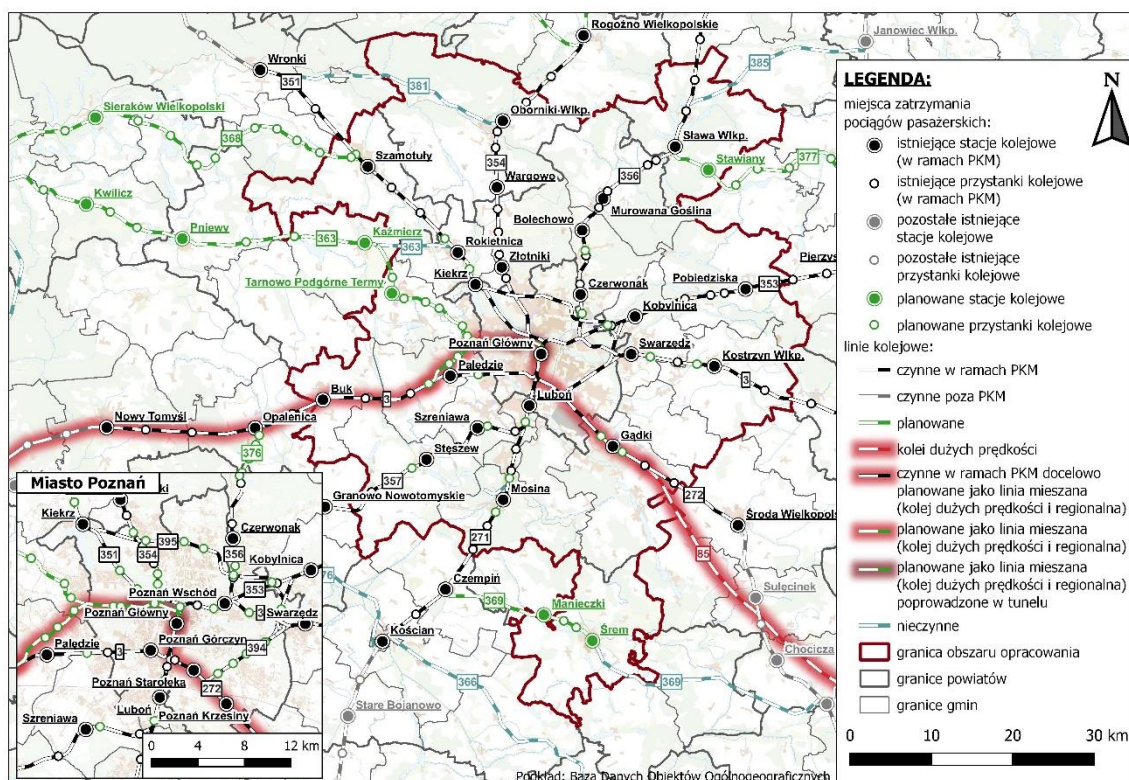 Rogoźno Wielkopolskie
Janowiec Wlkp.
Wronki
351
385
381
Sieraków Wielkopolski
Oborniki Wlkp.
368
Sława Wlkp.
377
Szamotuły
354
Stawiany
Wargowo
356
Kwilicz
Murowana Goślina
Bolechowo
Pniewy
363
Kaźmierz
363
Rokietnica
Złotniki
Pierzys
Kiekrz
Pobiedziska
353
Tarnowo Podgórne Termy
Czerwonak
Kobylnica
Poznań Główny
Swarzędz
Kostrzyn Wlkp.
Palędzie
3
Buk
3
Luboń
Nowy Tomyśl
Opalenica
Szreniawa
Gądki
376
Stęszew
357
272
Granowo Nowotomyskie
Mosina
Środa Wielkopols
271
85
Czempiń
Sulęcinek
76
369
Manieczki
Kościan
Śrem
Chocicza
366
369
Stare Bojanowo
Podkład: Baza Danych Obiektów Ogólnogeograficznych
Miasto Poznań
ki
Kiekrz
Czerwonak
395
351
354
356
Kobylnica
353
Poznań Wschód
Poznań Główny
3
Swarzędz
Palędzie
3
Poznań Górczyn
394
Poznań Starołęka
272
Luboń
Szreniawa
Poznań Krzesiny
0 4 8 12 km
LEGENDA:
N
miejsca zatrzymania
pociągów pasażerskich:
istniejące stacje kolejowe
(w ramach PKM)
istniejące przystanki kolejowe
(w ramach PKM)
pozostałe istniejące
stacje kolejowe
pozostałe istniejące
przystanki kolejowe
planowane stacje kolejowe
planowane przystanki kolejowe
linie kolejowe:
czynne w ramach PKM
czynne poza PKM
planowane
kolei dużych prędkości
czynne w ramach PKM docelowo
planowane jako linia mieszana
(kolej dużych prędkości i regionalna)
planowane jako linia mieszana
(kolej dużych prędkości i regionalna)
planowane jako linia mieszana
(kolej dużych prędkości i regionalna)
poprowadzone w tunelu
nieczynne
granica obszaru opracowania
granice powiatów
granice gmin
0 10 20 30 km